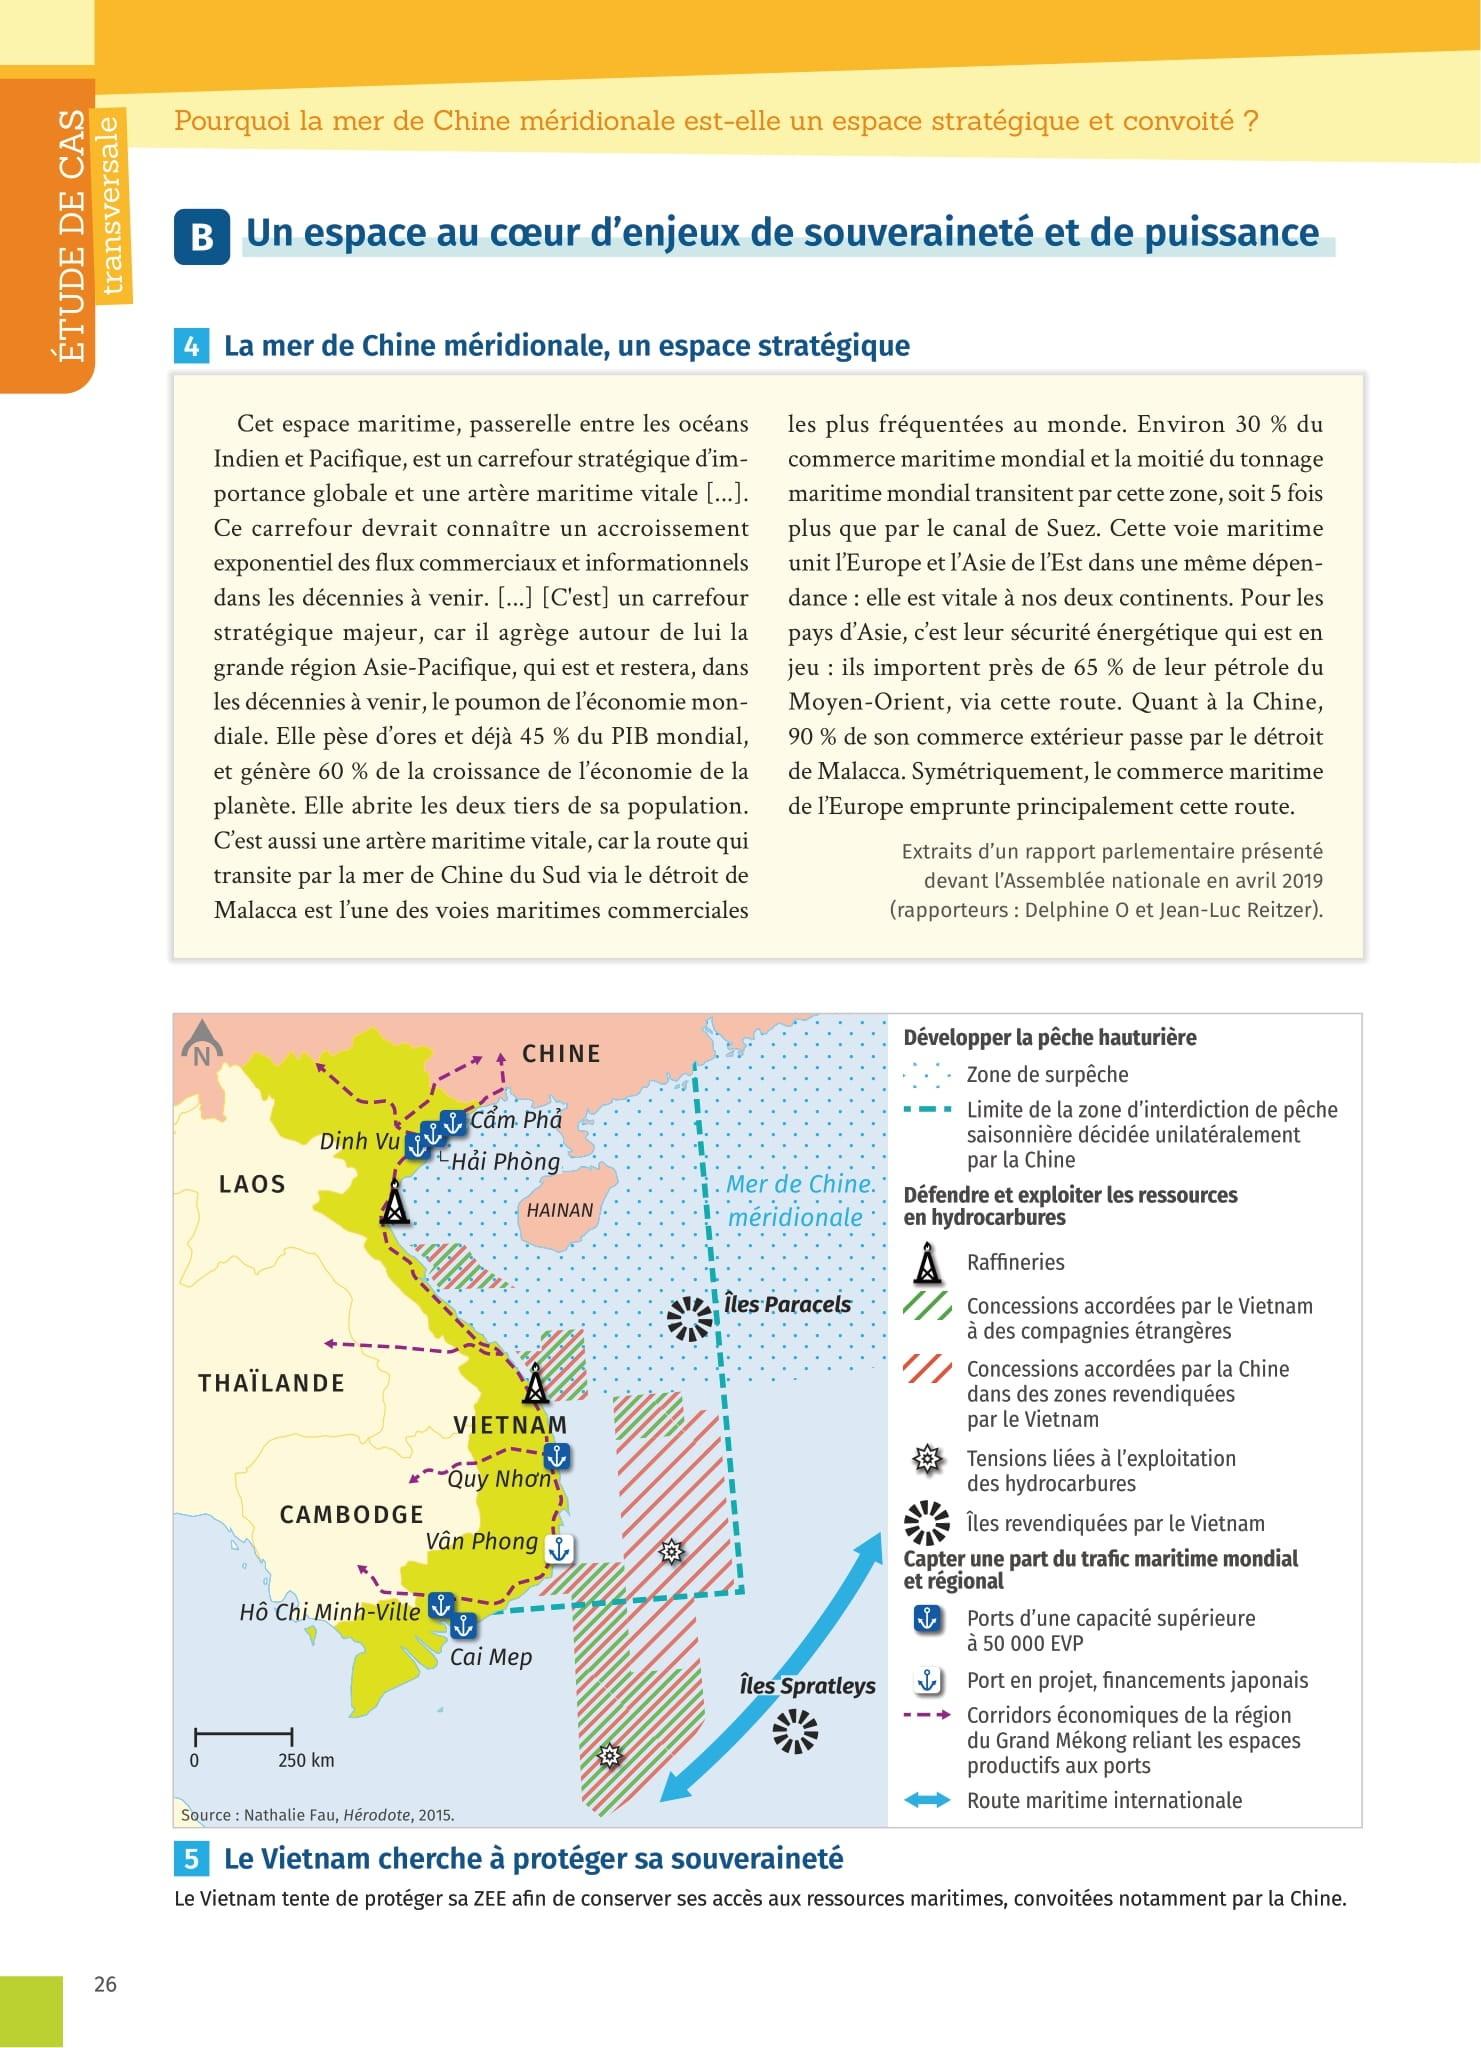 Pourquoi la mer de Chine méridionale est-elle un espace stratégique et convoité ?
ÉTUDE DE CAS
transversale
B Un espace au cœur d'enjeux de souveraineté et de puissance
4 La mer de Chine méridionale, un espace stratégique
Cet espace maritime, passerelle entre les océans
Indien et Pacifique, est un carrefour stratégique d'im-
portance globale et une artère maritime vitale [...].
Ce carrefour devrait connaître un accroissement
exponentiel des flux commerciaux et informationnels
dans les décennies à venir. [...] [C'est] un carrefour
stratégique majeur, car il agrège autour de lui la
grande région Asie-Pacifique, qui est et restera, dans
les décennies à venir, le poumon de l'économie mon-
diale. Elle pèse d'ores et déjà 45 % du PIB mondial,
et génère 60 % de la croissance de l'économie de la
planète. Elle abrite les deux tiers de sa population.
C'est aussi une artère maritime vitale, car la route qui
transite par la mer de Chine du Sud via le détroit de
Malacca est l'une des voies maritimes commerciales
les plus fréquentées au monde. Environ 30 % du
commerce maritime mondial et la moitié du tonnage
maritime mondial transitent par cette zone, soit 5 fois
plus que par le canal de Suez. Cette voie maritime
unit l'Europe et l'Asie de l'Est dans une même dépen-
dance : elle est vitale à nos deux continents. Pour les
pays d'Asie, c'est leur sécurité énergétique qui est en
jeu : ils importent près de 65 % de leur pétrole du
Moyen-Orient, via cette route. Quant à la Chine,
90 % de son commerce extérieur passe par le détroit
de Malacca. Symétriquement, le commerce maritime
de l'Europe emprunte principalement cette route.
Extraits d'un rapport parlementaire présenté
devant l'Assemblée nationale en avril 2019
(rapporteurs : Delphine O et Jean-Luc Reitzer).
N
CHINE
Cẩm Phả
Dinh Vu
Hải Phòng
LAOS
HAINAN
Mer de Chine
méridionale
Îles Paracels
THAÏLANDE
VIETNAM
Quy Nhơn
CAMBODGE
Vân Phong
Hô Chi Minh-Ville
Cai Mep
Îles Spratleys
0 250 km
Source : Nathalie Fau, Hérodote, 2015.
Développer la pêche hauturière
Zone de surpêche
Limite de la zone d'interdiction de pêche
saisonnière décidée unilatéralement
par la Chine
Défendre et exploiter les ressources
en hydrocarbures
Raffineries
Concessions accordées par le Vietnam
à des compagnies étrangères
Concessions accordées par la Chine
dans des zones revendiquées
par le Vietnam
Tensions liées à l'exploitation
des hydrocarbures
Îles revendiquées par le Vietnam
Capter une part du trafic maritime mondial
et régional
Ports d'une capacité supérieure
à 50 000 EVP
Port en projet, financements japonais
Corridors économiques de la région
du Grand Mékong reliant les espaces
productifs aux ports
Route maritime internationale
5 Le Vietnam cherche à protéger sa souveraineté
Le Vietnam tente de protéger sa ZEE afin de conserver ses accès aux ressources maritimes, convoitées notamment par la Chine.
26